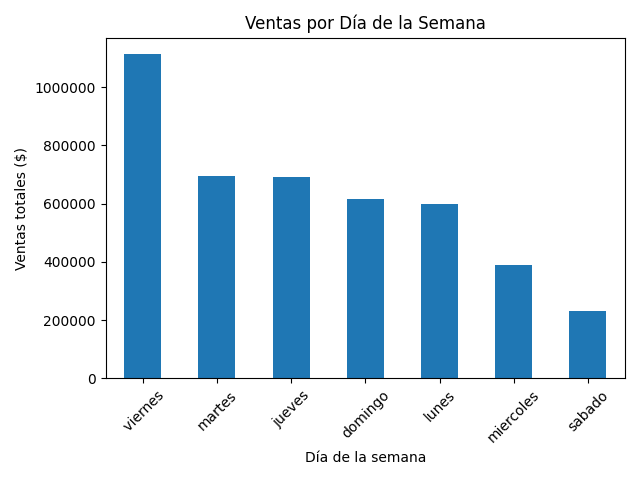 Ventas por Día de la Semana
Ventas totales ($)
1000000
800000
600000
400000
200000
0
viernes
martes
jueves
domingo
lunes
miercoles
sabado
Día de la semana